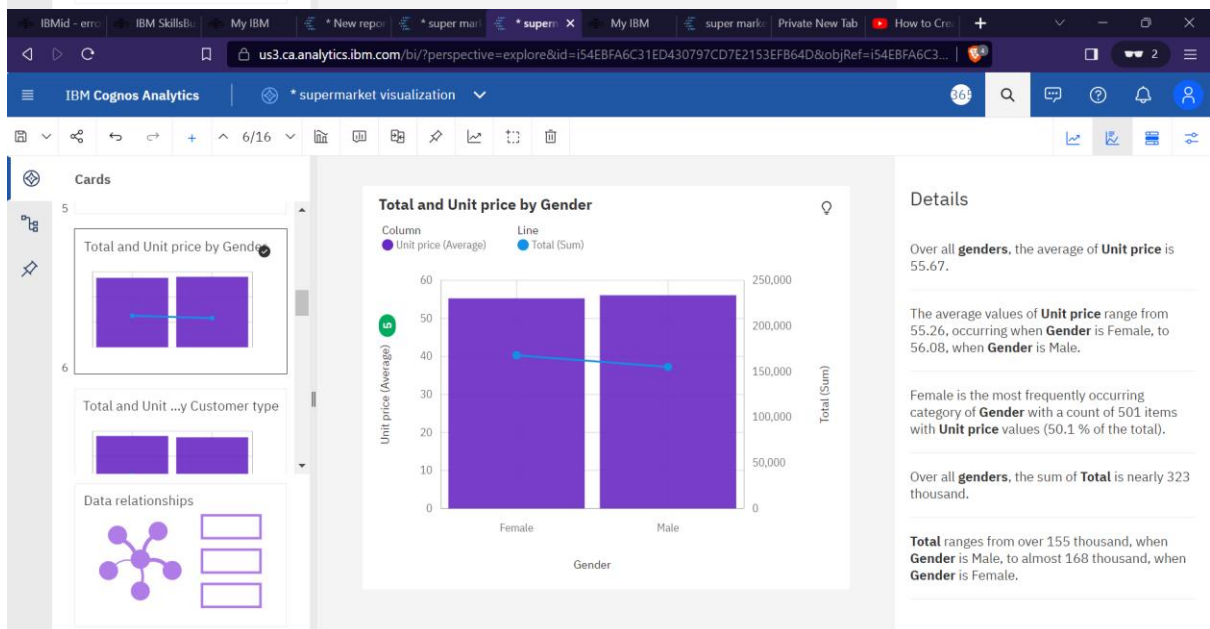 IBMid - erro
IBM SkillsBu
My IBM
* New repor
* super mar
* superm
My IBM
super marke
Private New Tab
How to Cre
us3.ca.analytics.ibm.com/bi/?perspective=explore&id=i54EBFA6C31ED430797CD7E2153EFB64D&objRef=i54EBFA6C3...
4
2
IBM Cognos Analytics
* supermarket visualization
365
6/16
Cards
5
Total and Unit price by Gende
6
Total and Unit ...y Customer type
Data relationships
Total and Unit price by Gender
Column
Unit price (Average)
Line
Total (Sum)
60
50
40
30
20
10
0
5
Unit price (Average)
250,000
200,000
150,000
100,000
50,000
0
Total (Sum)
Female
Male
Gender
Details
Over all genders, the average of Unit price is
55.67.
The average values of Unit price range from
55.26, occurring when Gender is Female, to
56.08, when Gender is Male.
Female is the most frequently occurring
category of Gender with a count of 501 items
with Unit price values (50.1 % of the total).
Over all genders, the sum of Total is nearly 323
thousand.
Total ranges from over 155 thousand, when
Gender is Male, to almost 168 thousand, when
Gender is Female.